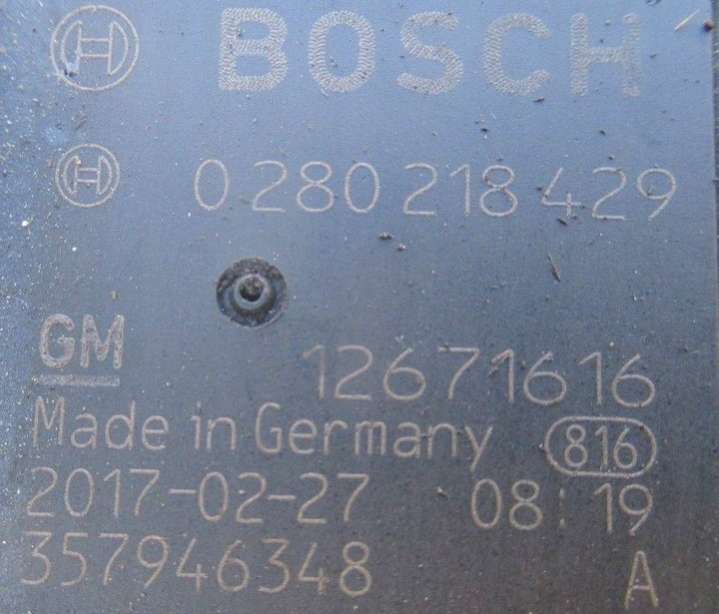 BOSCH
0 280 218 429
GM 12671616
Made in Germany 816
2017-02-27 08:19
357946348 A